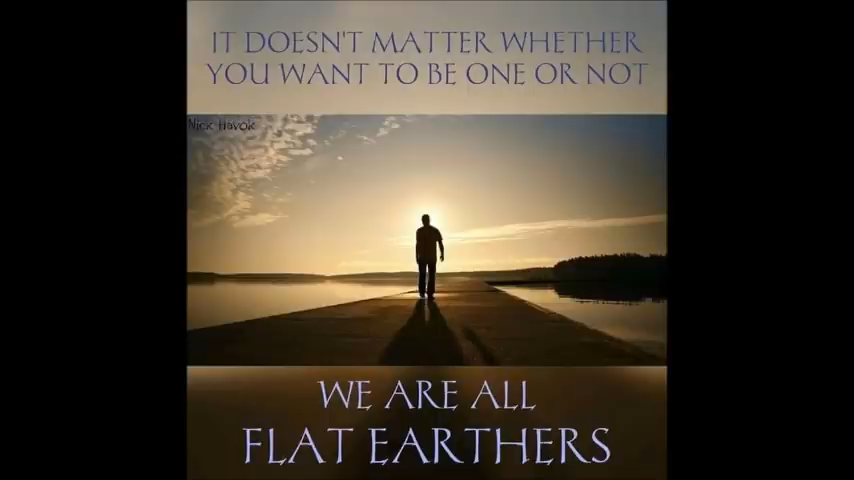 IT DOESN'T MATTER WHETHER
YOU WANT TO BE ONE OR NOT
Nick Havok
WE ARE ALL
FLAT EARTHERS